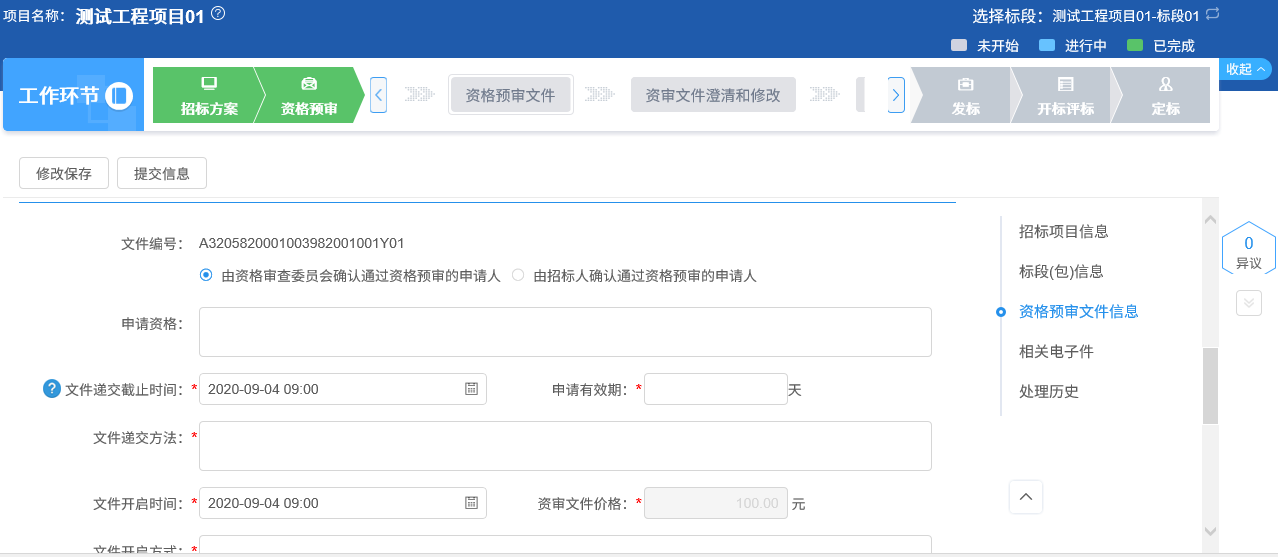 项目名称： 测试工程项目01 ?
选择标段：测试工程项目01-标段01
未开始 进行中 已完成
工作环节
招标方案
资格预审
资格预审文件
资审文件澄清和修改
发标
开标评标
定标
收起
修改保存 提交信息
文件编号： A3205820001003982001001Y01
由资格审查委员会确认通过资格预审的申请人 由招标人确认通过资格预审的申请人
申请资格：
? 文件递交截止时间：* 2020-09-04 09:00 申请有效期：* 天
文件递交方法：*
文件开启时间：* 2020-09-04 09:00 资审文件价格：* 100.00 元
文件开启方式：*
招标项目信息
标段(包)信息
资格预审文件信息
相关电子件
处理历史
0
异议